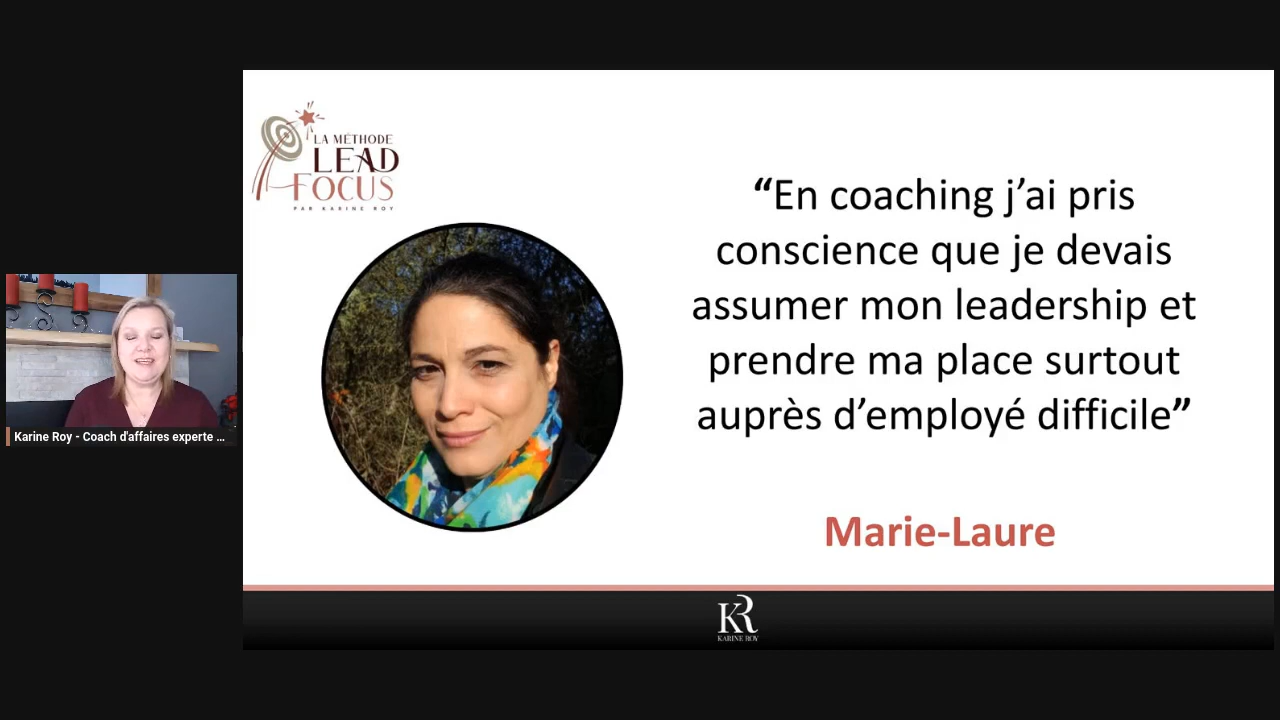 LA MÉTHODE
LEAD
FOCUS
PAR KARINE ROY
“En coaching j’ai pris
conscience que je devais
assumer mon leadership et
prendre ma place surtout
auprès d’employé difficile”
Marie-Laure
Karine Roy - Coach d'affaires experte ...
KR
KARINE ROY